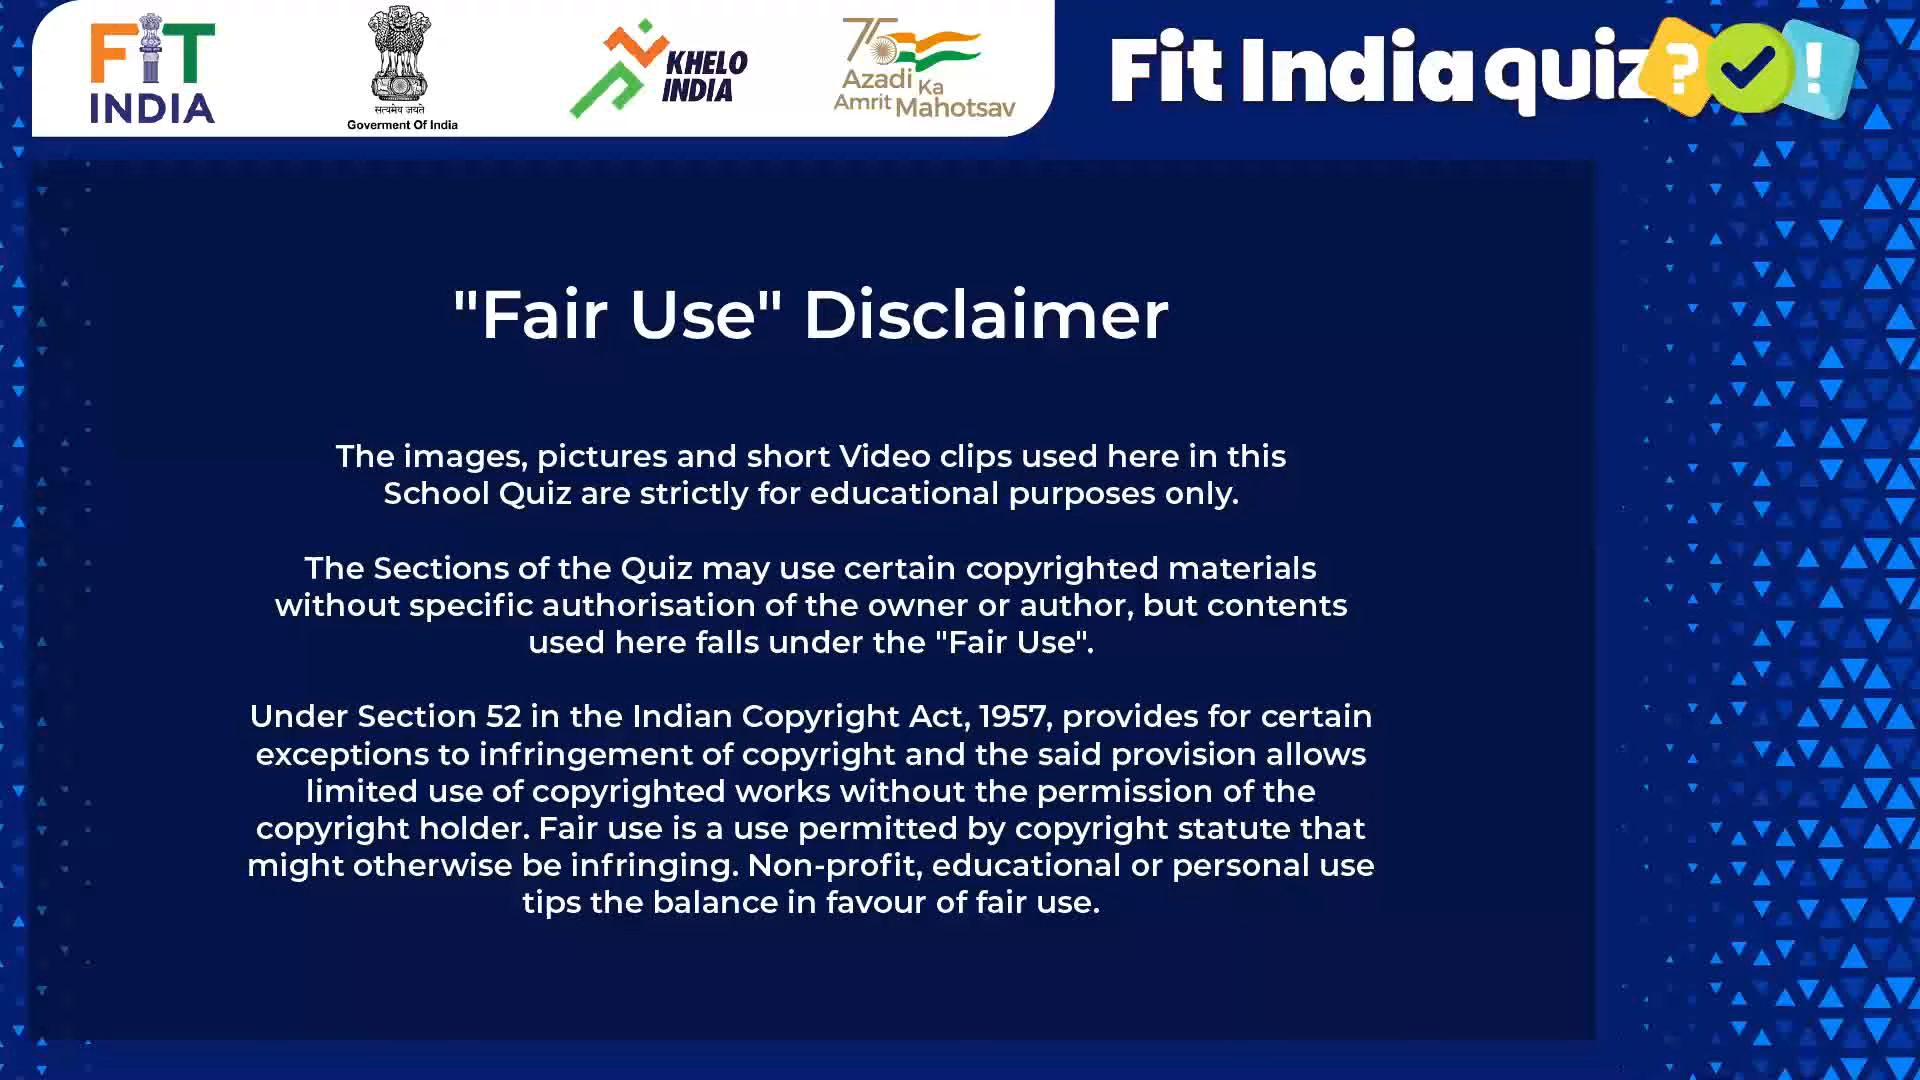 FIT
INDIA
सत्यमेव जयते
Goverment Of India
KHELO
INDIA
75
Azadi Ka
Amrit Mahotsav
Fit India quiz?!
"Fair Use" Disclaimer
The images, pictures and short Video clips used here in this
School Quiz are strictly for educational purposes only.
The Sections of the Quiz may use certain copyrighted materials
without specific authorisation of the owner or author, but contents
used here falls under the "Fair Use".
Under Section 52 in the Indian Copyright Act, 1957, provides for certain
exceptions to infringement of copyright and the said provision allows
limited use of copyrighted works without the permission of the
copyright holder. Fair use is a use permitted by copyright statute that
might otherwise be infringing. Non-profit, educational or personal use
tips the balance in favour of fair use.